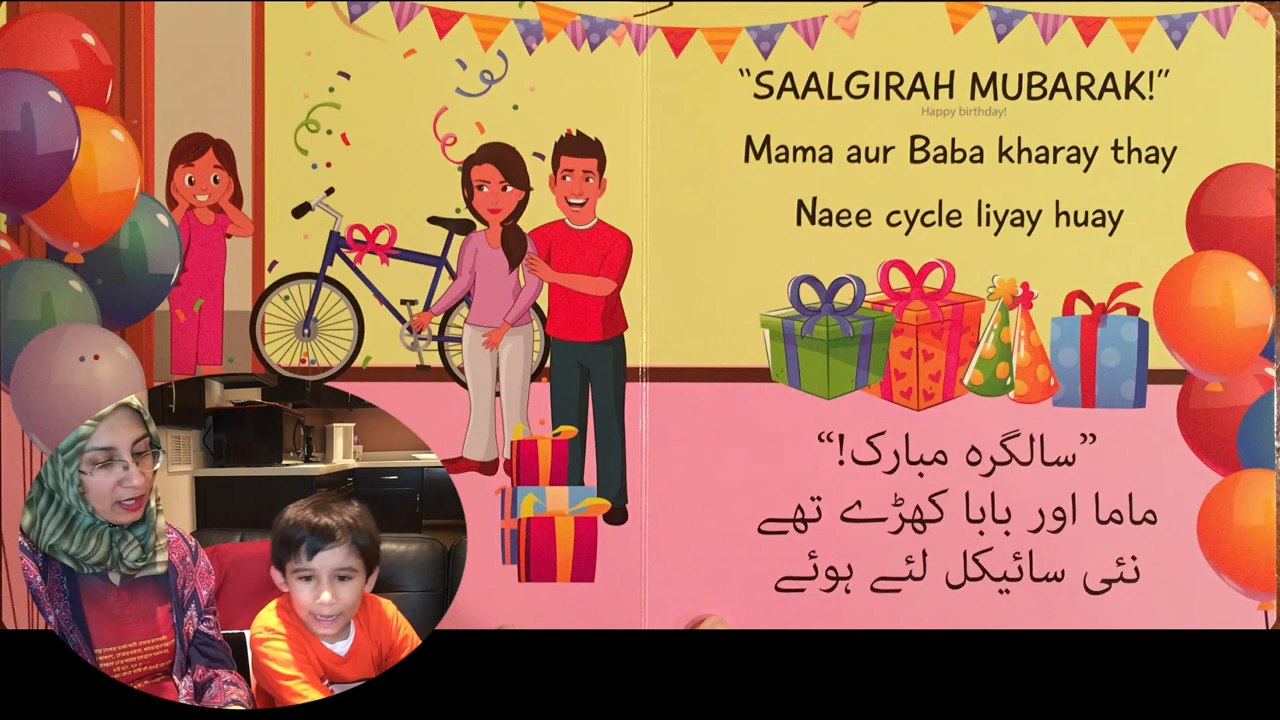 “SAALGIRAH MUBARAK!”
Happy birthday!
Mama aur Baba kharay thay
Naee cycle liyay huay
“سالگرہ مبارک!”
ماما اور بابا کھڑے تھے
نئی سائیکل لئے ہوئے